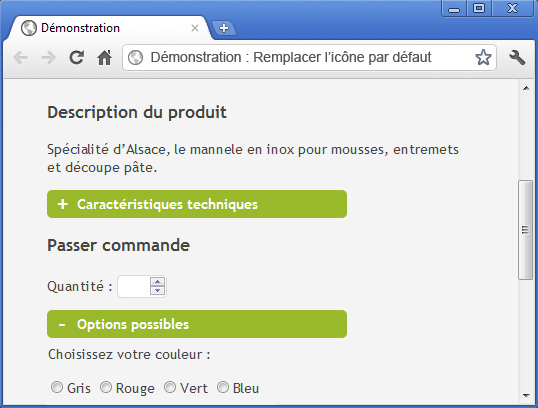 Démonstration
Démonstration : Remplacer l'icône par défaut
Description du produit
Spécialité d'Alsace, le mannele en inox pour mousses, entremets
et découpe pâte.
+ Caractéristiques techniques
Passer commande
Quantité :
- Options possibles
Choisissez votre couleur :
Gris Rouge Vert Bleu